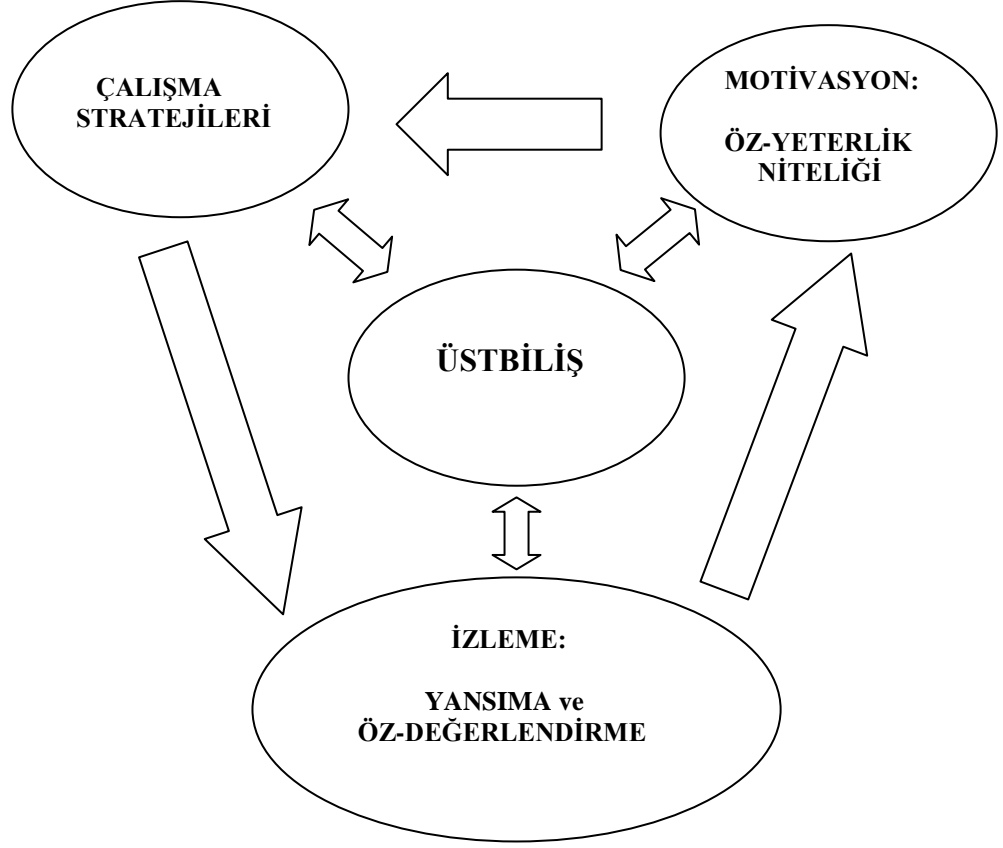 ÇALIŞMA
STRATEJİLERİ
MOTİVASYON:
ÖZ-YETERLİK
NİTELİĞİ
ÜSTBİLİŞ
İZLEME:
YANSIMA ve
ÖZ-DEĞERLENDİRME